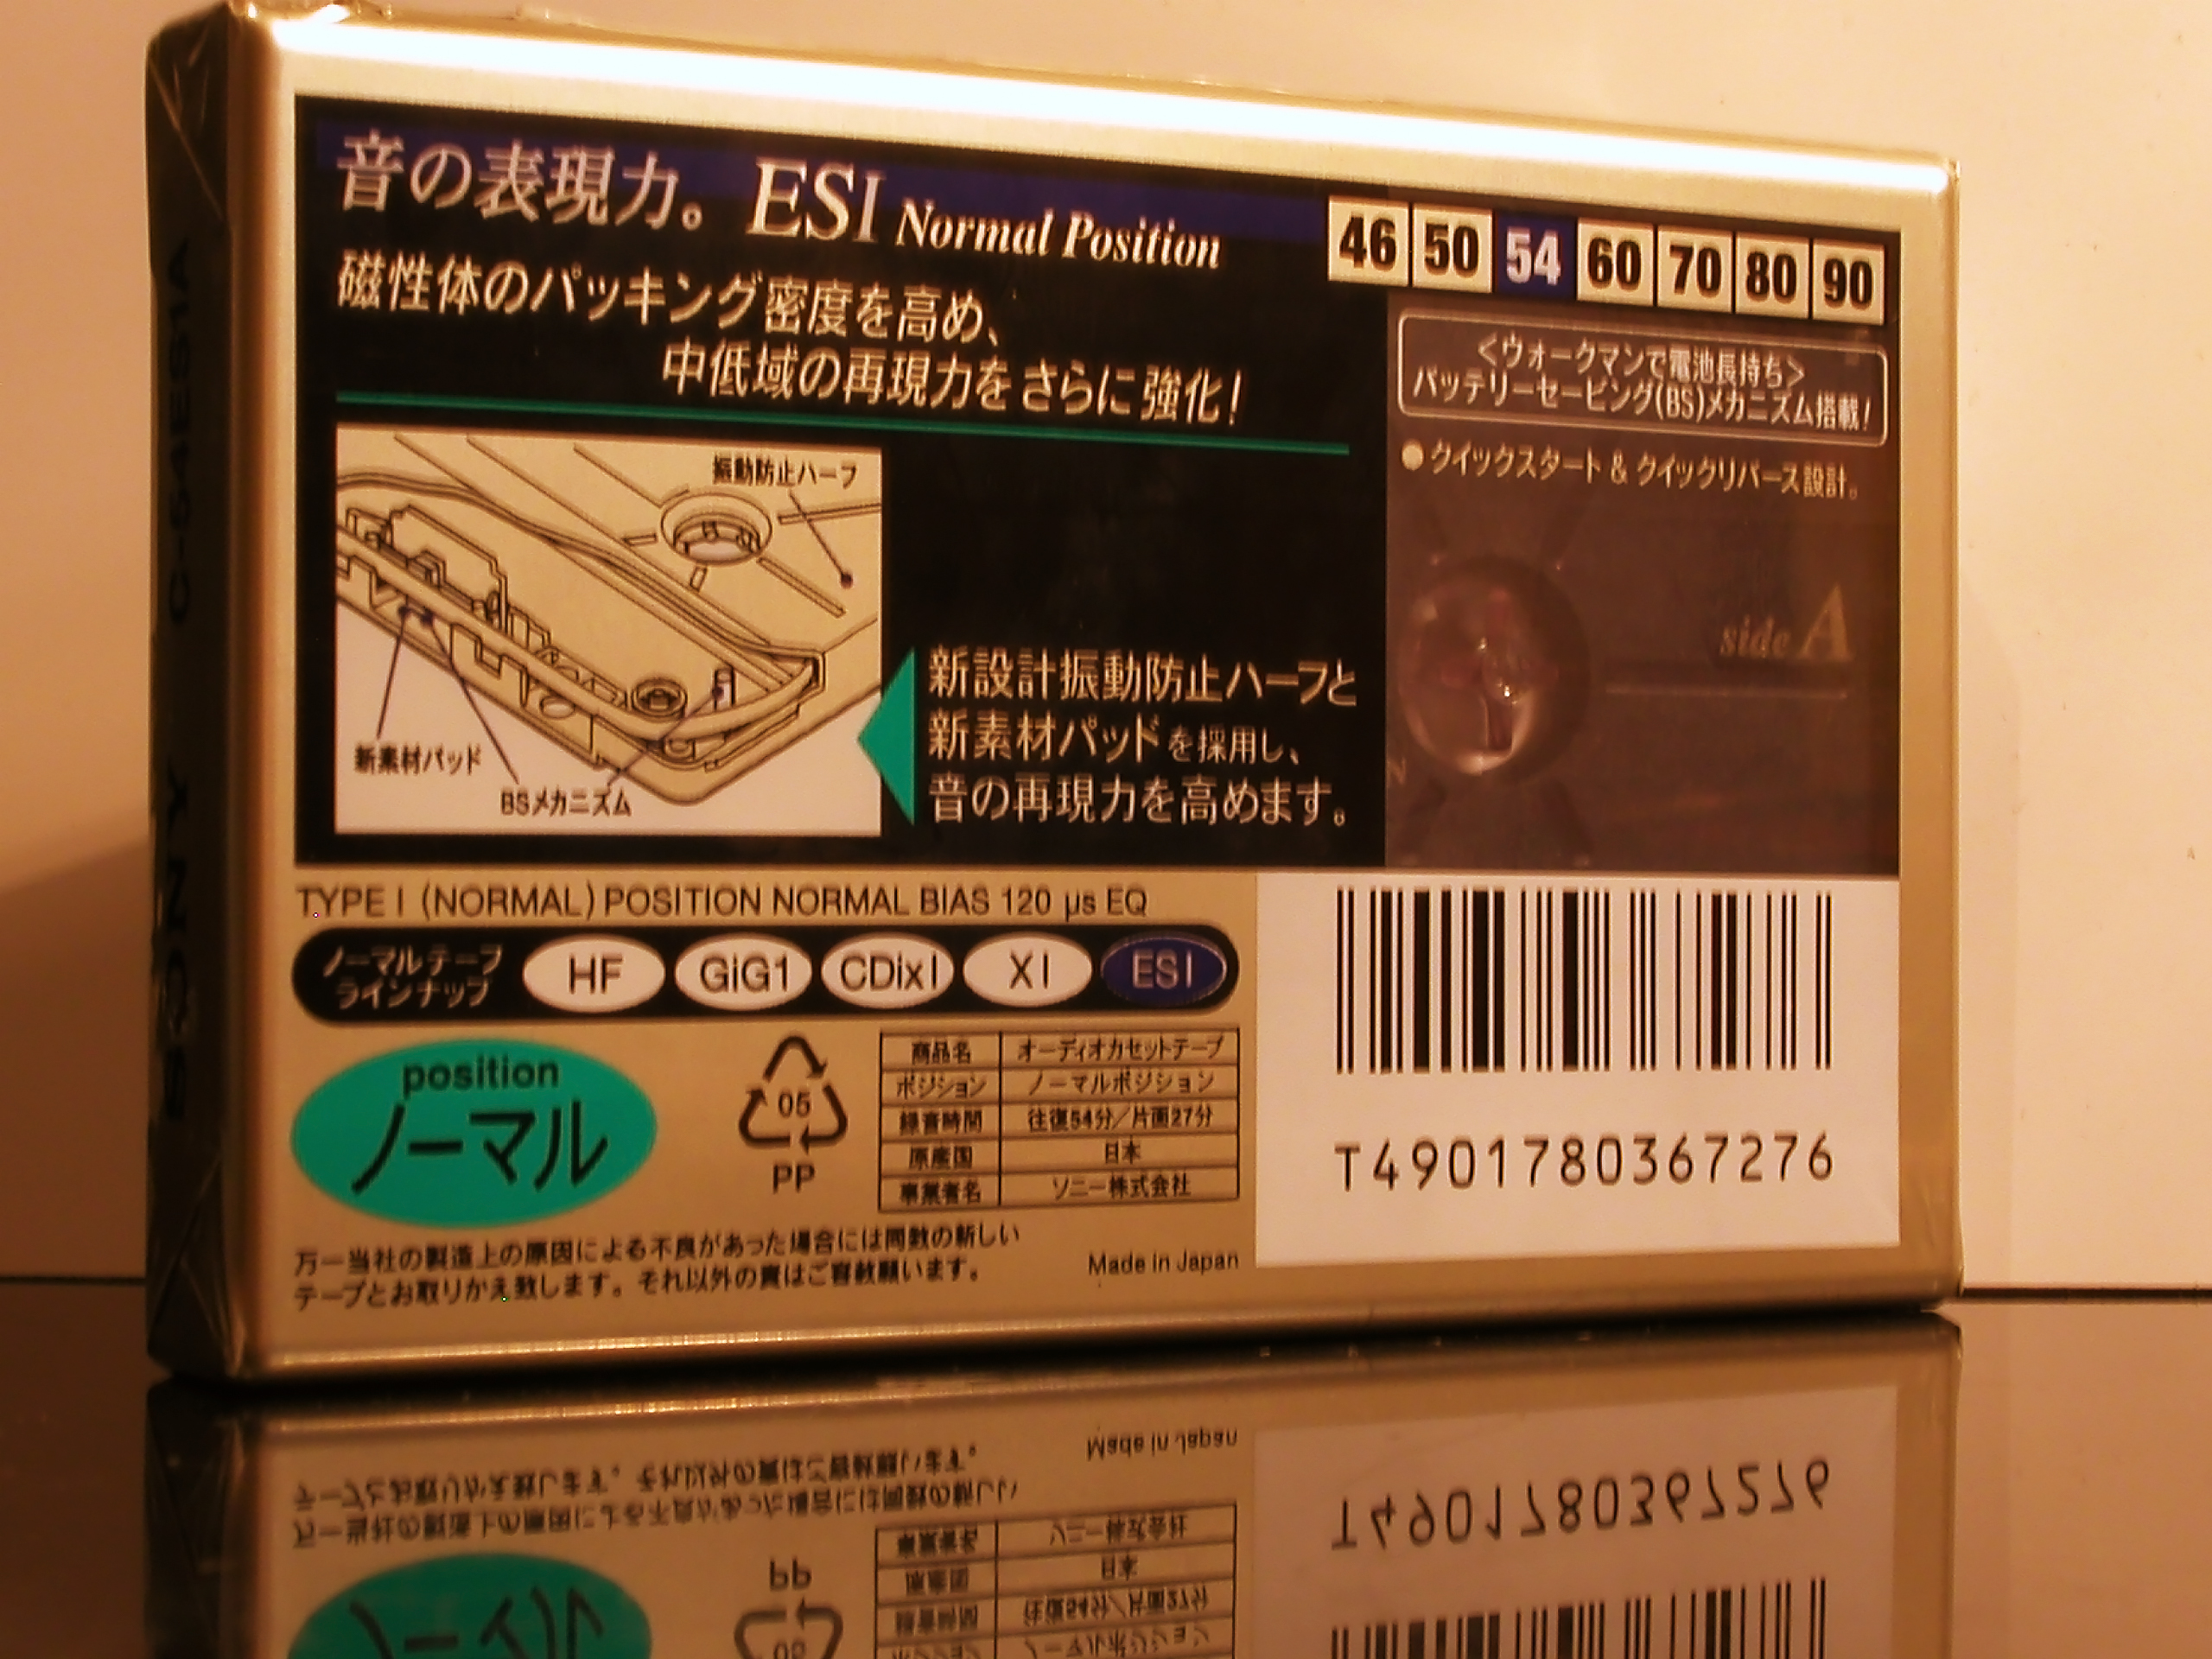 音の表現力。 ESI Normal Position
46 50 54 60 70 80 90
磁性体のパッキング密度を高め、
中低域の再現力をさらに強化!
<ウォークマンで電池長持ち>
バッテリーセービング(BS)メカニズム搭載!
●クイックスタート & クイックリバース設計。
振動防止ハーフ
新素材パッド
BSメカニズム
新設計振動防止ハーフと
新素材パッドを採用し、
音の再現力を高めます。
side A
TYPE I (NORMAL) POSITION NORMAL BIAS 120 µs EQ
ノーマルテープ
ラインナップ
HF GiG1 CDixI XI ESI
position
ノーマル
05
PP
商品名 オーディオカセットテープ
ポジション ノーマルポジション
録音時間 往復54分/片面27分
原産国 日本
事業者名 ソニー株式会社
万一当社の製造上の原因による不良があった場合には同数の新しい
テープとお取りかえ致します。それ以外の責はご容赦願います。
Made in Japan
T4901780367276
SONY C-54ES1A